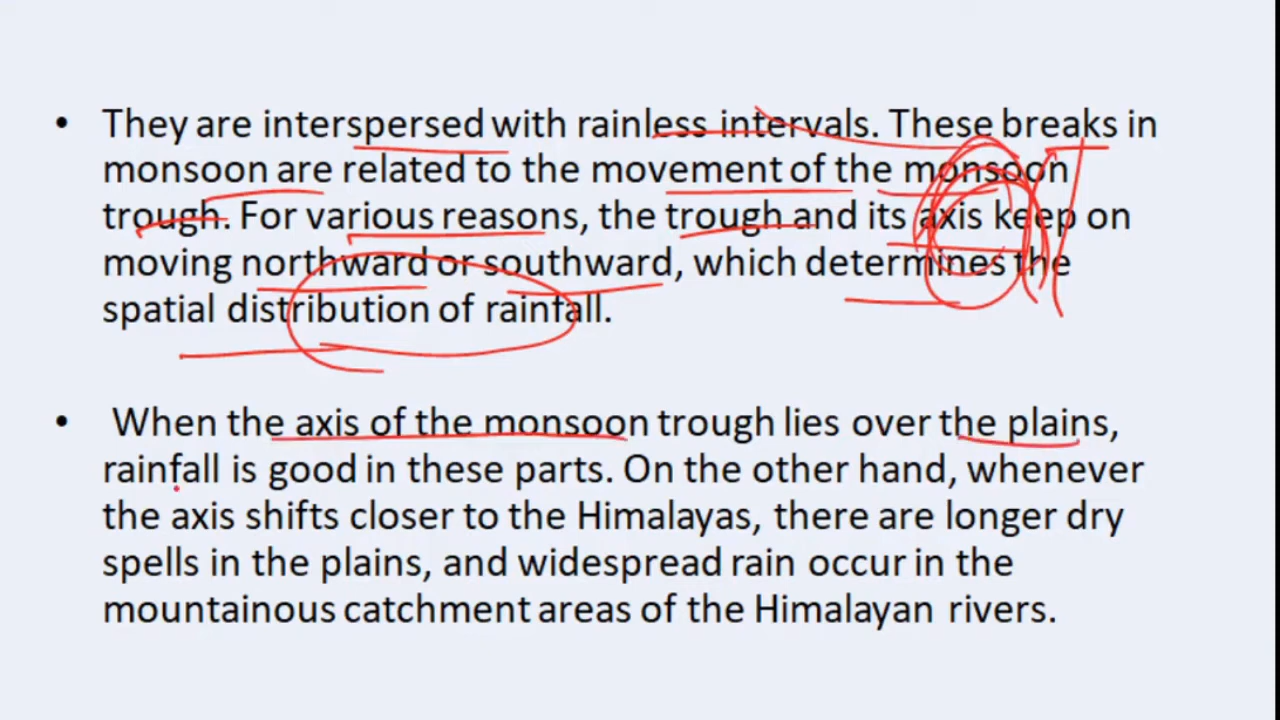 • They are interspersed with rainless intervals. These breaks in
monsoon are related to the movement of the monsoon
trough. For various reasons, the trough and its axis keep on
moving northward or southward, which determines the
spatial distribution of rainfall.
• When the axis of the monsoon trough lies over the plains,
rainfall is good in these parts. On the other hand, whenever
the axis shifts closer to the Himalayas, there are longer dry
spells in the plains, and widespread rain occur in the
mountainous catchment areas of the Himalayan rivers.